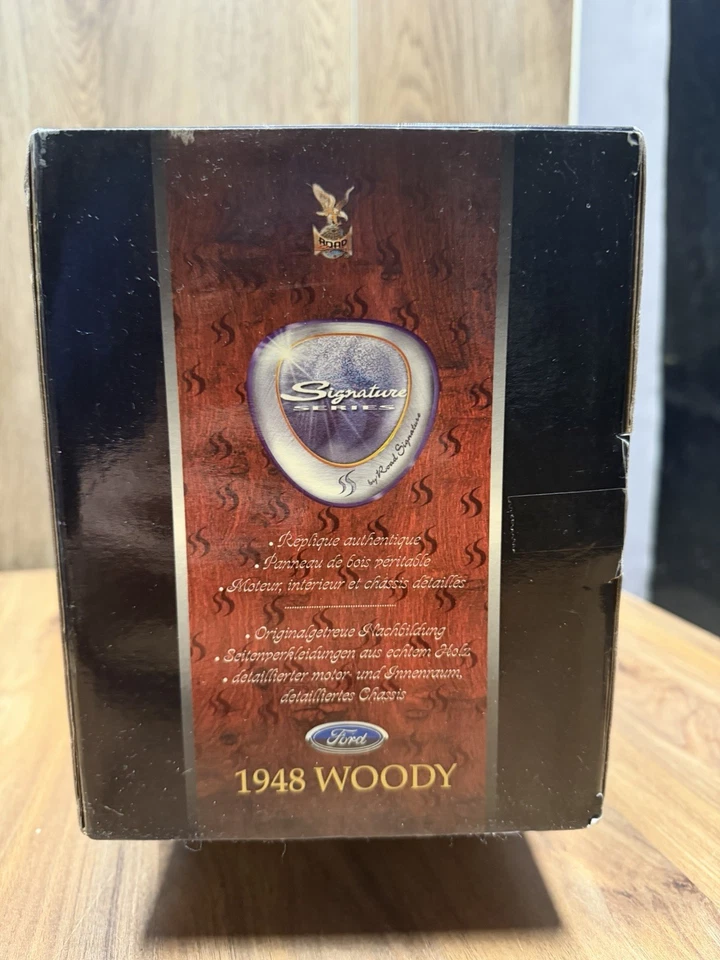 ROAD
Signature
SERIES
by Road Signature
• Réplique authentique
• Panneau de bois péritable
• Moteur, intérieur et châssis détaillés
• Originalgetreue Nachbildung
• Seitenverkleidungen aus echtem Holz
• detaillierter motor- und Innenraum,
detailliertes Chassis
Ford
1948 WOODY